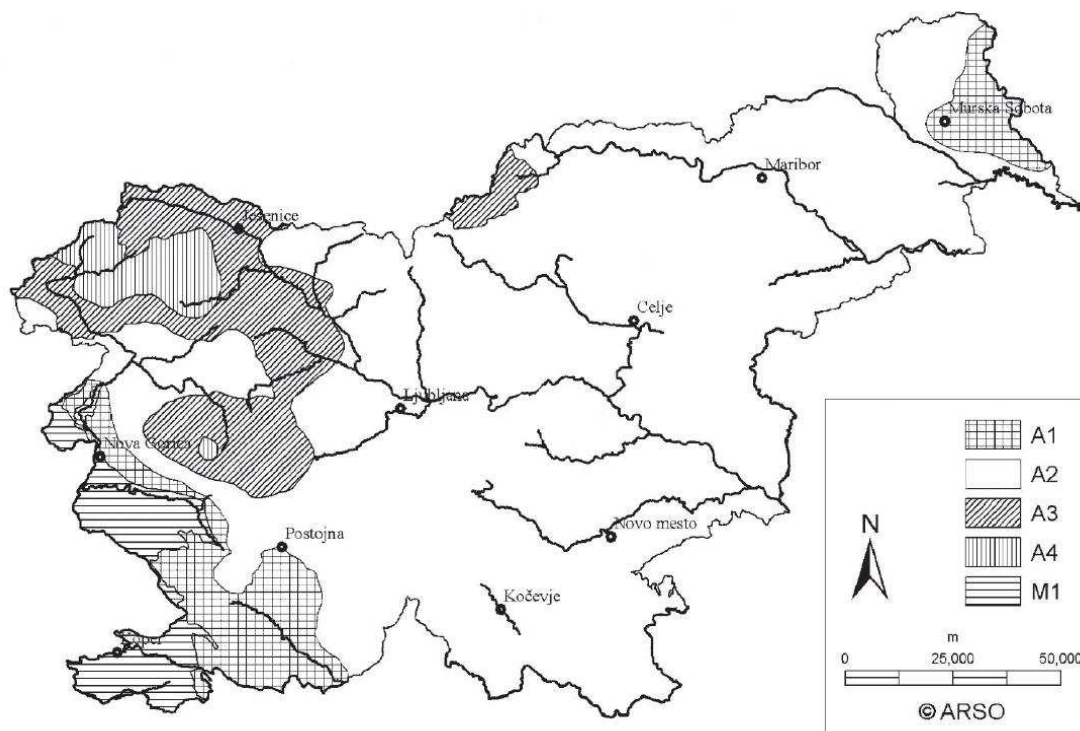 Murska Sobota
Maribor
Jesenice
Celje
Ljubljana
Nova Gorica
Postojna
Novo mesto
Kočevje
Koper
A1
A2
A3
A4
M1
N
m
0 25,000 50,000
© ARSO